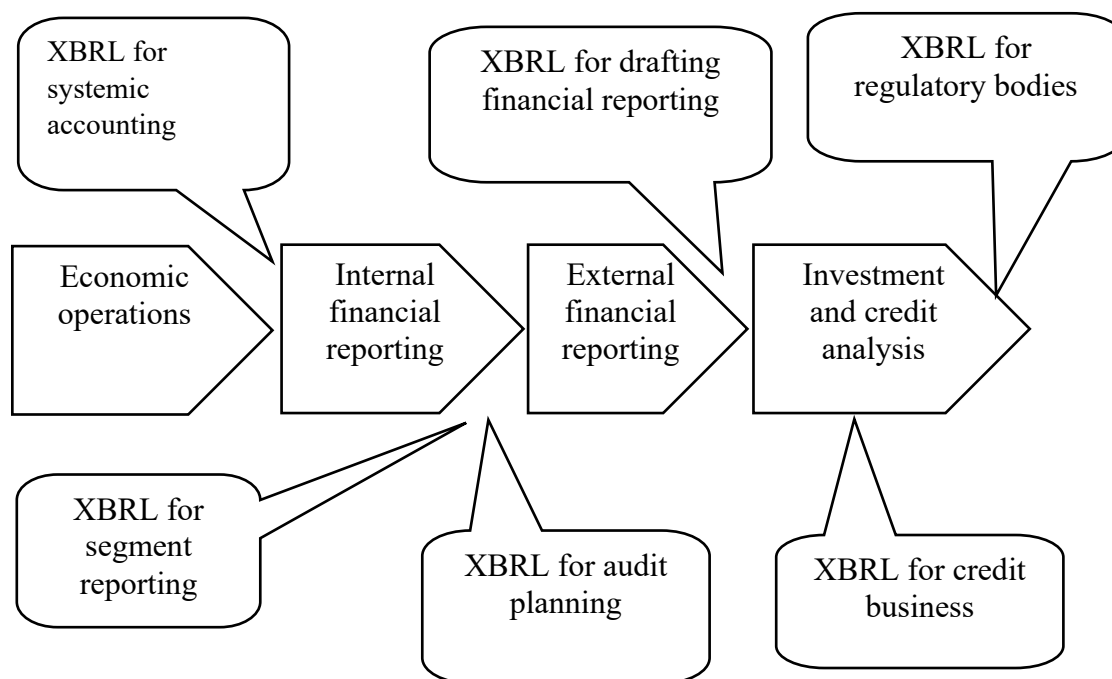 XBRL for
systemic
accounting
XBRL for drafting
financial reporting
XBRL for
regulatory bodies
Economic
operations
Internal
financial
reporting
External
financial
reporting
Investment
and credit
analysis
XBRL for
segment
reporting
XBRL for audit
planning
XBRL for credit
business